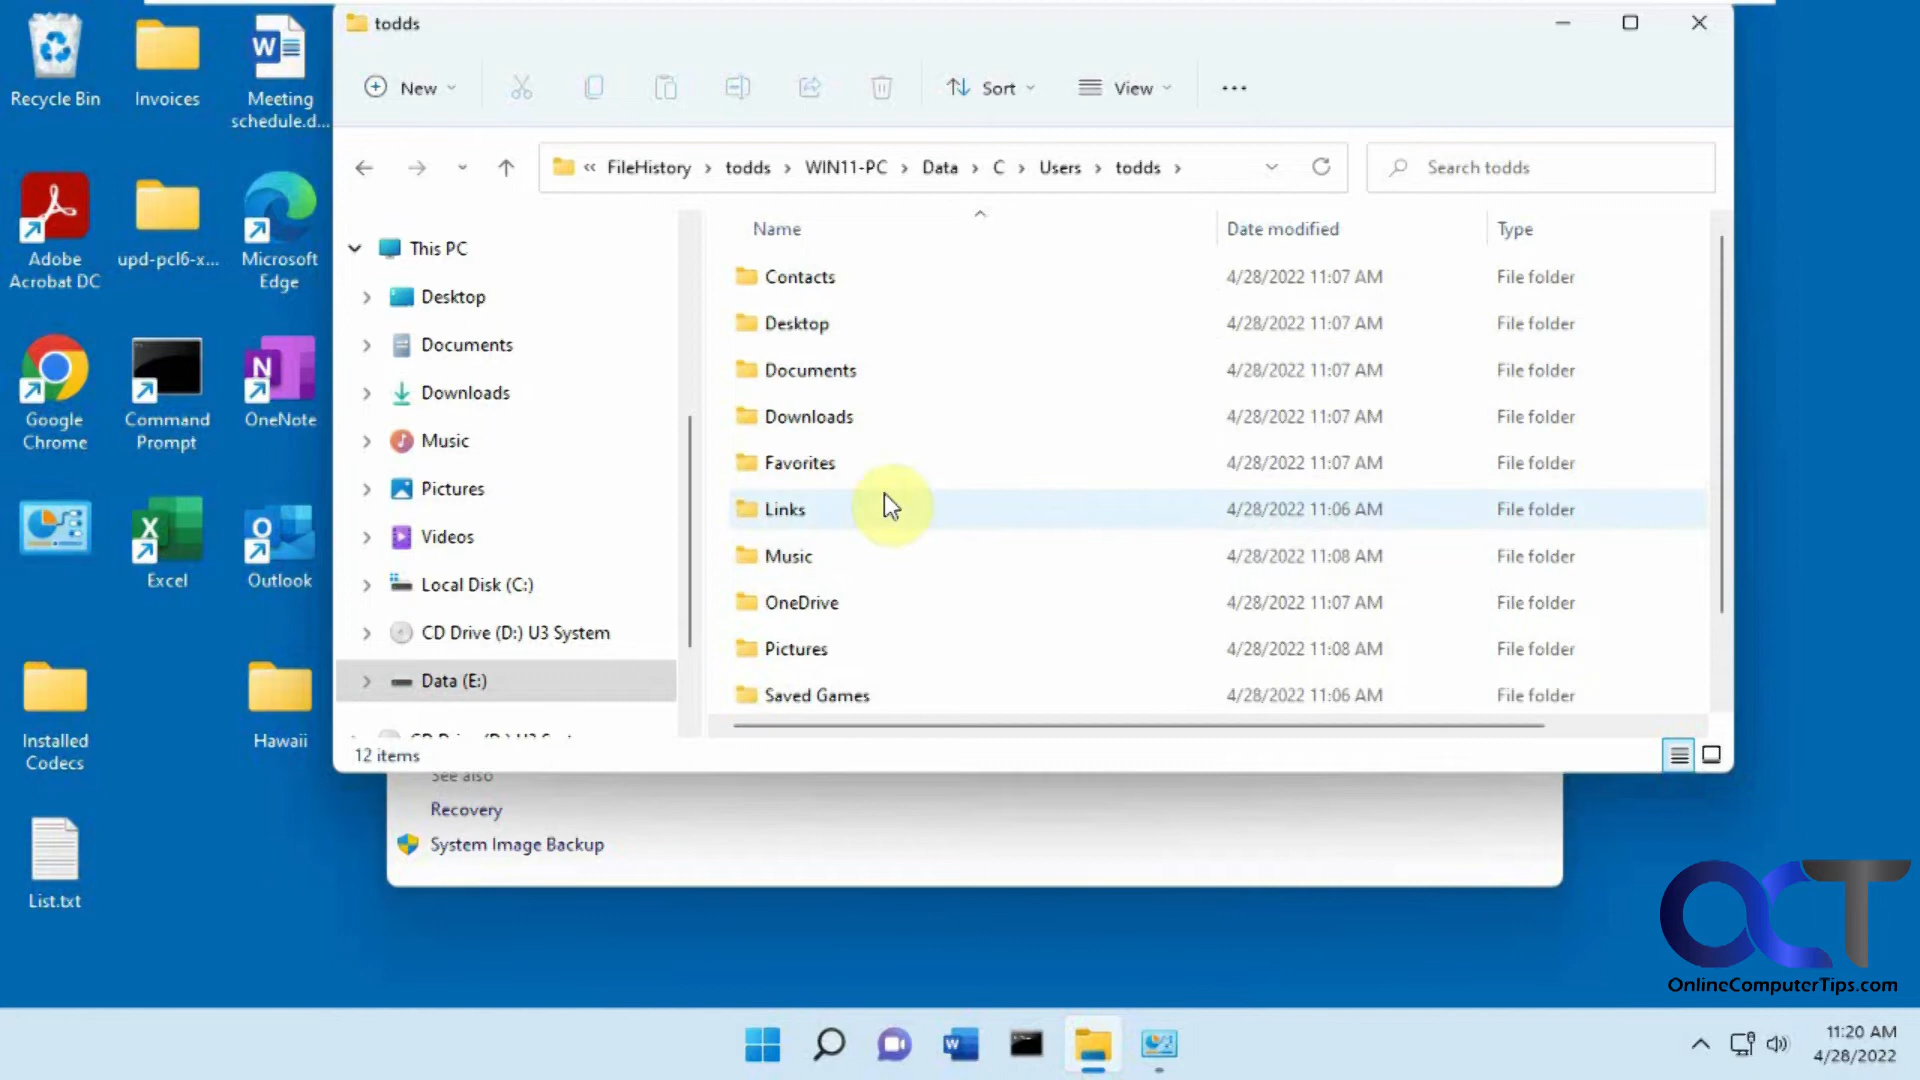 Recycle Bin
Invoices
Meeting
schedule.d...
Adobe
Acrobat DC
upd-pcl6-x...
Microsoft
Edge
Google
Chrome
Command
Prompt
OneNote
Excel
Outlook
Installed
Codecs
Hawaii
List.txt
todds
New
Sort
View
« FileHistory > todds > WIN11-PC > Data > C > Users > todds >
Search todds
This PC
Desktop
Documents
Downloads
Music
Pictures
Videos
Local Disk (C:)
CD Drive (D:) U3 System
Data (E:)
CD Drive (D:) U3 System
Name Date modified Type
Contacts 4/28/2022 11:07 AM File folder
Desktop 4/28/2022 11:07 AM File folder
Documents 4/28/2022 11:07 AM File folder
Downloads 4/28/2022 11:07 AM File folder
Favorites 4/28/2022 11:07 AM File folder
Links 4/28/2022 11:06 AM File folder
Music 4/28/2022 11:08 AM File folder
OneDrive 4/28/2022 11:07 AM File folder
Pictures 4/28/2022 11:08 AM File folder
Saved Games 4/28/2022 11:06 AM File folder
12 items
See also
Recovery
System Image Backup
OCT
OnlineComputerTips.com
11:20 AM
4/28/2022